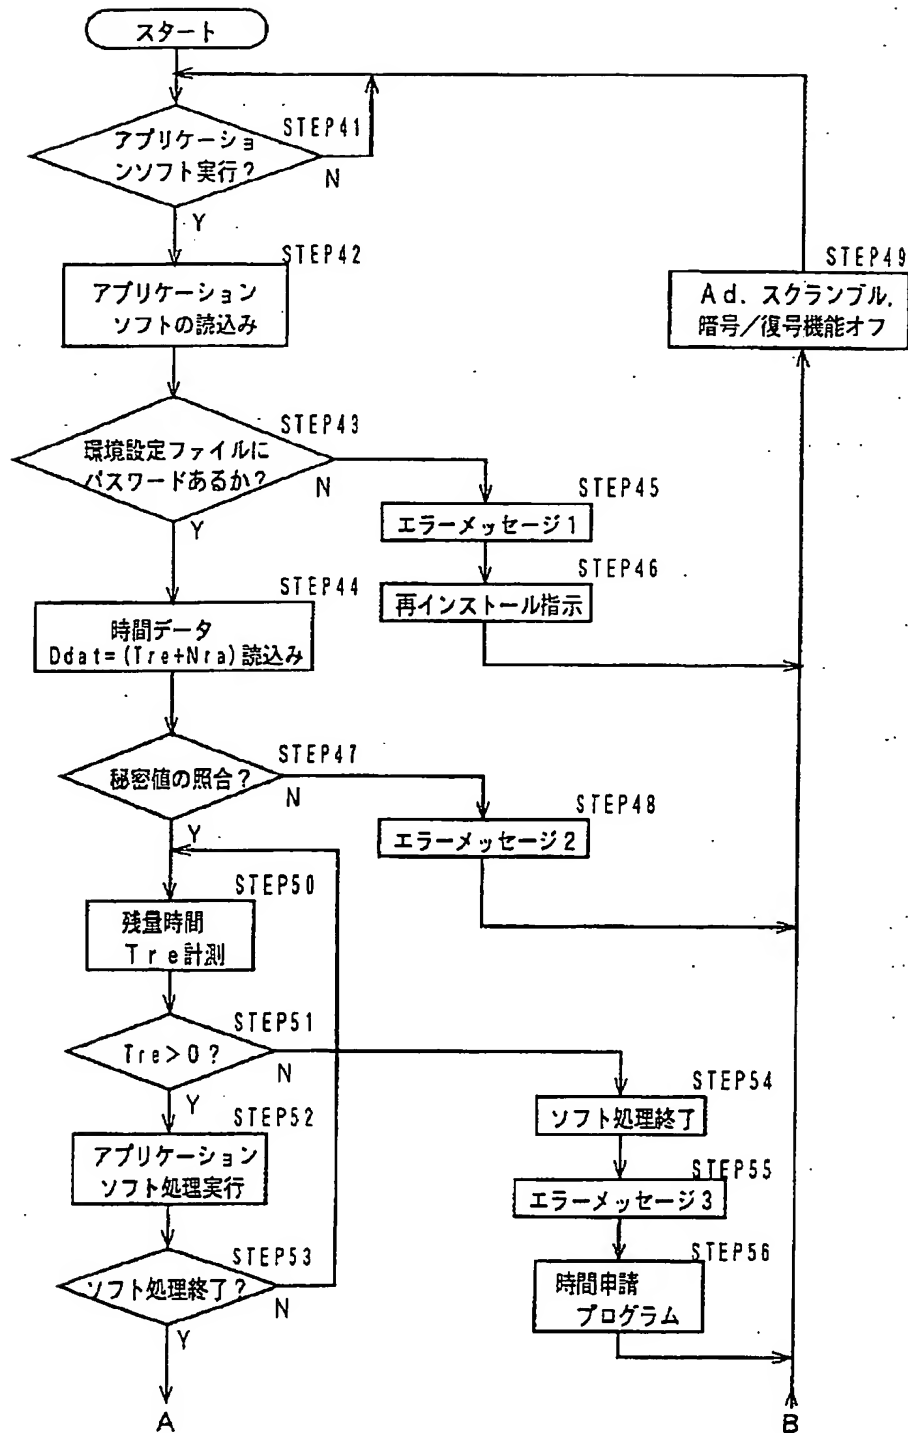 スタート
STEP41
アプリケーショ
ンソフト実行?
N
Y
STEP42
アプリケーション
ソフトの読込み
STEP49
Ad. スクランブル.
暗号/復号機能オフ
STEP43
環境設定ファイルに
パスワードあるか?
N
Y
STEP45
エラーメッセージ1
STEP46
再インストール指示
STEP44
時間データ
Ddat=(Tre+Nra)読込み
STEP47
秘密値の照合?
N
Y
STEP48
エラーメッセージ2
STEP50
残量時間
Tre計測
STEP51
Tre>0?
N
Y
STEP54
ソフト処理終了
STEP52
アプリケーション
ソフト処理実行
STEP55
エラーメッセージ3
STEP53
ソフト処理終了?
N
Y
STEP56
時間申請
プログラム
A
B